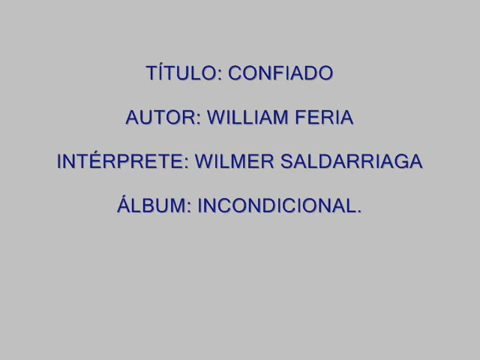 TÍTULO: CONFIADO
AUTOR: WILLIAM FERIA
INTÉRPRETE: WILMER SALDARRIAGA
ÁLBUM: INCONDICIONAL.